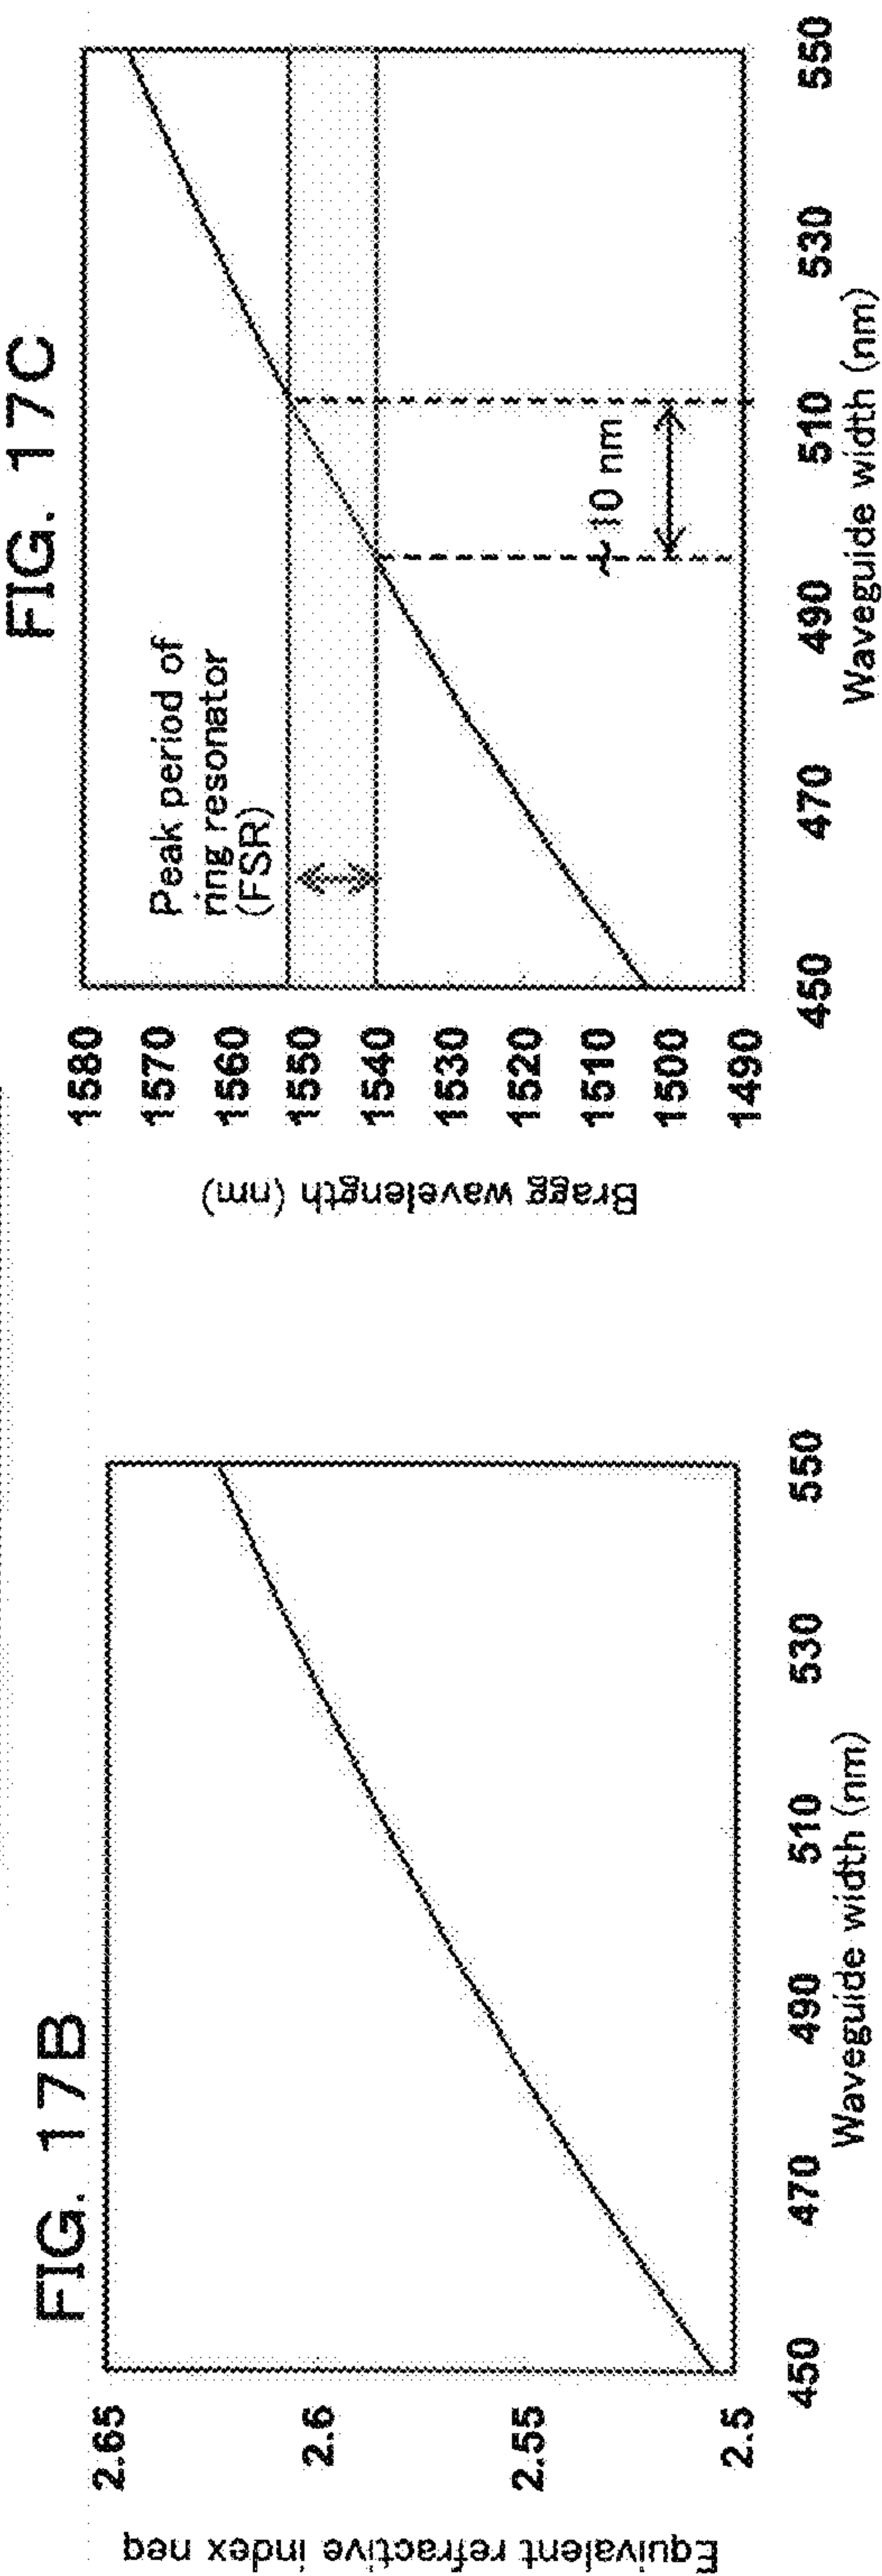 FIG. 17B
Equivalent refractive index neq
2.65
2.6
2.55
2.5
450
470
490
510
530
550
Waveguide width (nm)
FIG. 17C
Bragg wavelength (nm)
1580
1570
1560
1550
1540
1530
1520
1510
1500
1490
Peak period of
ring resonator
(FSR)
~ 10 nm
450
470
490
510
530
550
Waveguide width (nm)